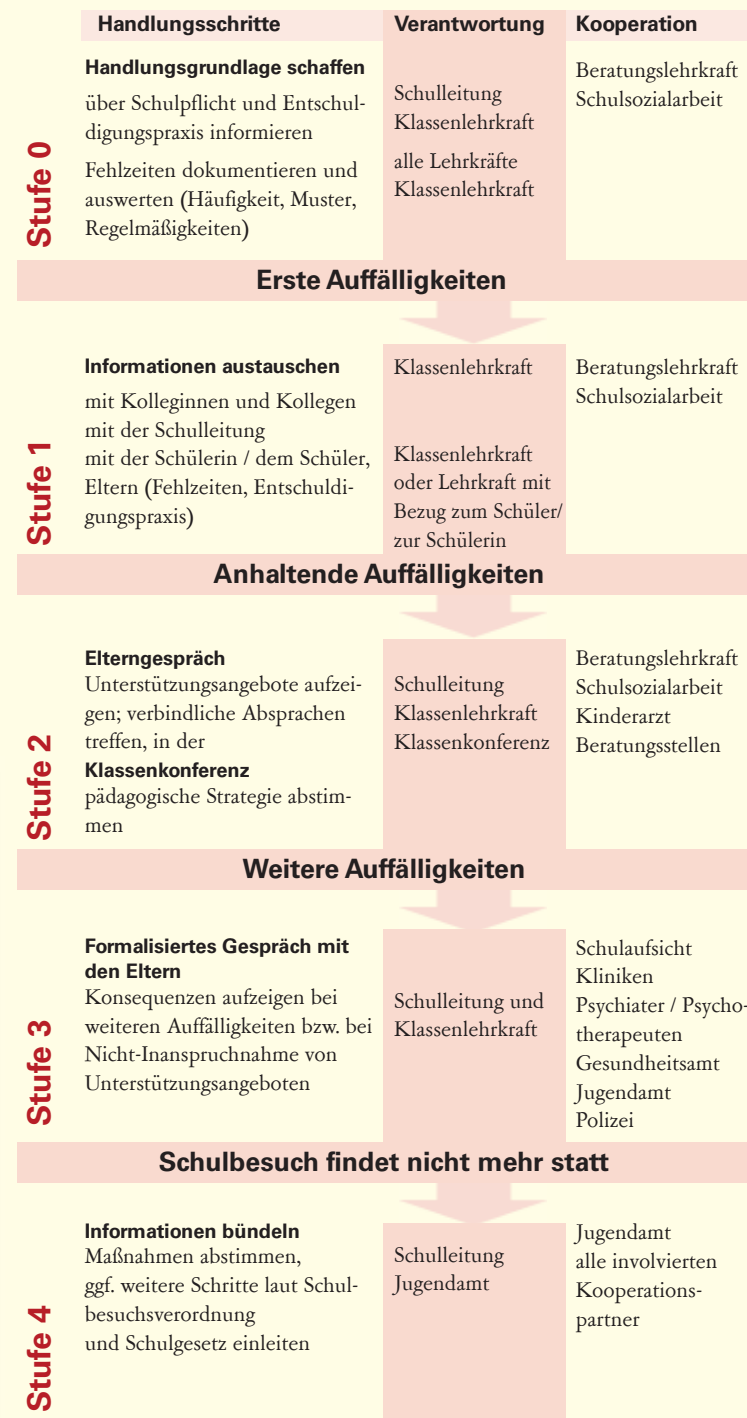 Handlungsschritte
Verantwortung
Kooperation
Stufe 0
Handlungsgrundlage schaffen
über Schulpflicht und Entschul-
digungspraxis informieren
Fehlzeiten dokumentieren und
auswerten (Häufigkeit, Muster,
Regelmäßigkeiten)
Schulleitung
Klassenlehrkraft
alle Lehrkräfte
Klassenlehrkraft
Beratungslehrkraft
Schulsozialarbeit
Erste Auffälligkeiten
Stufe 1
Informationen austauschen
mit Kolleginnen und Kollegen
mit der Schulleitung
mit der Schülerin / dem Schüler,
Eltern (Fehlzeiten, Entschuldi-
gungspraxis)
Klassenlehrkraft
Klassenlehrkraft
oder Lehrkraft mit
Bezug zum Schüler/
zur Schülerin
Beratungslehrkraft
Schulsozialarbeit
Anhaltende Auffälligkeiten
Stufe 2
Elterngespräch
Unterstützungsangebote aufzei-
gen; verbindliche Absprachen
treffen, in der
Klassenkonferenz
pädagogische Strategie abstim-
men
Schulleitung
Klassenlehrkraft
Klassenkonferenz
Beratungslehrkraft
Schulsozialarbeit
Kinderarzt
Beratungsstellen
Weitere Auffälligkeiten
Stufe 3
Formalisiertes Gespräch mit
den Eltern
Konsequenzen aufzeigen bei
weiteren Auffälligkeiten bzw. bei
Nicht-Inanspruchnahme von
Unterstützungsangeboten
Schulleitung und
Klassenlehrkraft
Schulaufsicht
Kliniken
Psychiater / Psycho-
therapeuten
Gesundheitsamt
Jugendamt
Polizei
Schulbesuch findet nicht mehr statt
Stufe 4
Informationen bündeln
Maßnahmen abstimmen,
ggf. weitere Schritte laut Schul-
besuchsverordnung
und Schulgesetz einleiten
Schulleitung
Jugendamt
Jugendamt
alle involvierten
Kooperations-
partner